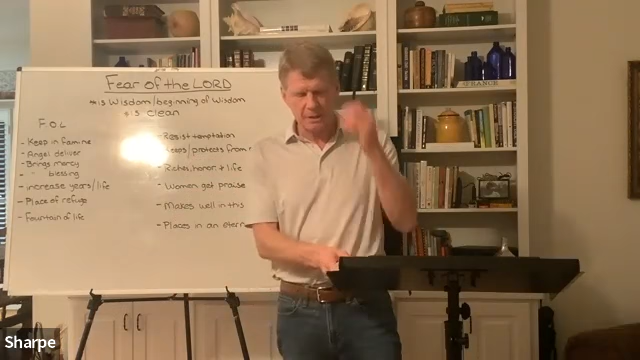 Fear of the LORD
is Wisdom/beginning of Wisdom
is clean
F O L
- Keep in famine
- Angel deliver
- Brings mercy
- " blessing
- increase years/life
- Place of refuge
- Fountain of life
- Resist temptation
protects from
- Riches, honor + life
- Women get praise
- Makes well in this
- Places in an etern
FRANCE
Sharpe